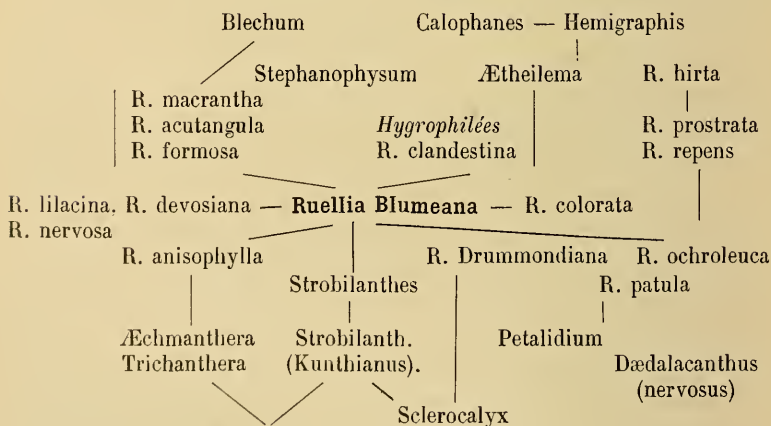 Blechum Calophanes — Hemigraphis
Stephanophysum Ætheilema R. hirta
R. macrantha
R. acutangula Hygrophilées R. prostrata
R. formosa R. clandestina R. repens
R. lilacina, R. devosiana — Ruellia Blumeana — R. colorata
R. nervosa
R. anisophylla R. Drummondiana R. ochroleuca
Strobilanthes R. patula
Æchmanthera Strobilanth. Petalidium
Trichanthera (Kunthianus). Dædalacanthus
(nervosus)
Sclerocalyx